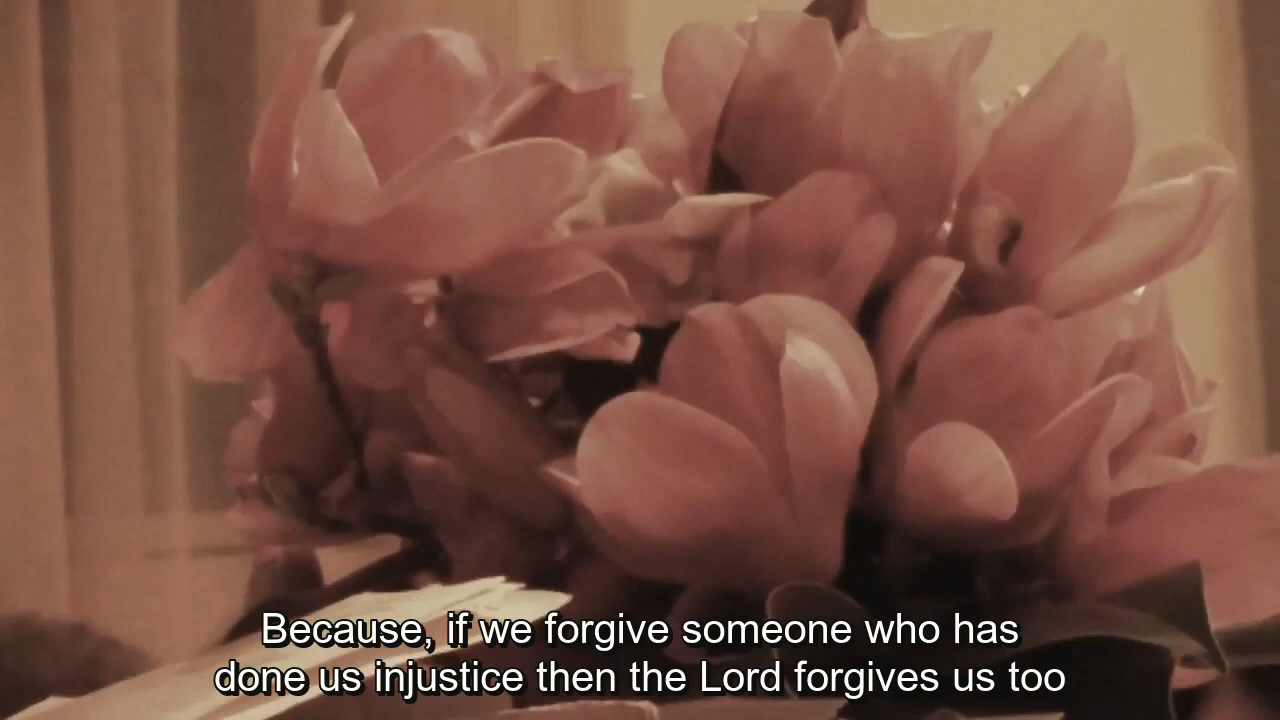 Because, if we forgive someone who has
done us injustice then the Lord forgives us too